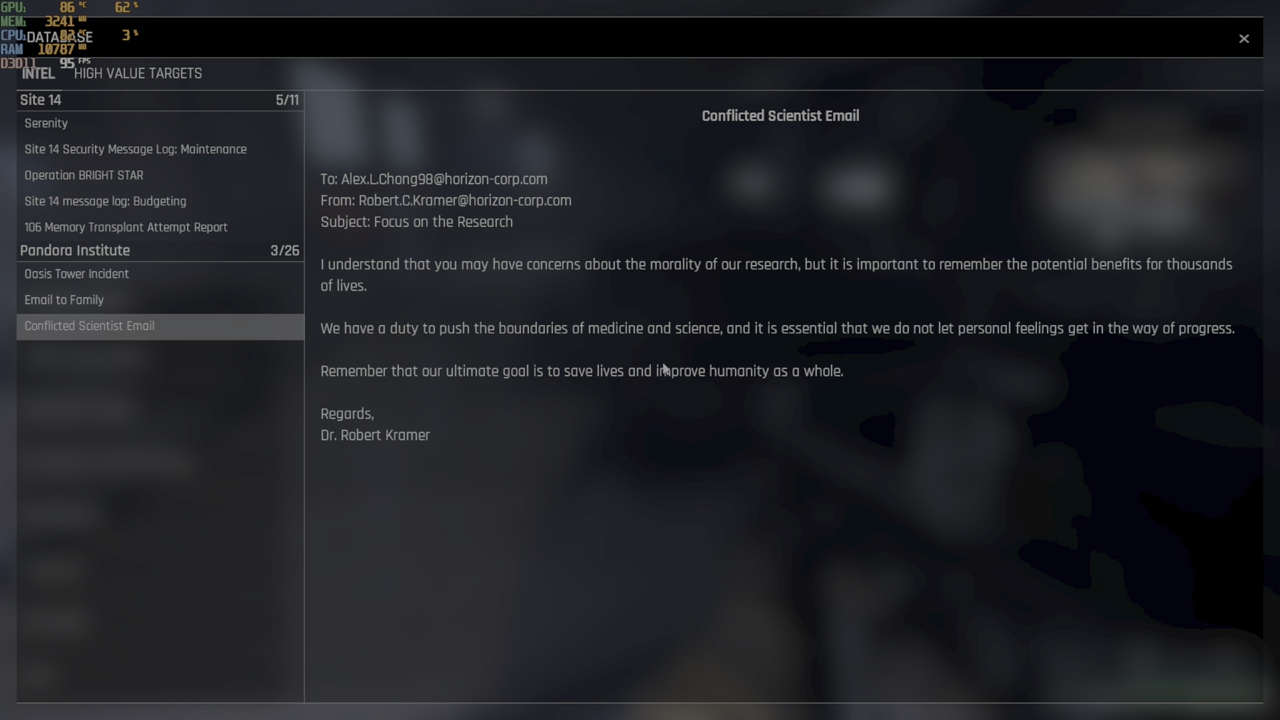 GPU: 86 °C 62 %
MEM: 3241 MB
CPU: 82 °C 3 %
RAM 10787 MB
D3D11 95 FPS
DATABASE
INTEL HIGH VALUE TARGETS
Site 14 5/11
Serenity
Site 14 Security Message Log: Maintenance
Operation BRIGHT STAR
Site 14 message log: Budgeting
106 Memory Transplant Attempt Report
Pandora Institute 3/26
Oasis Tower Incident
Email to Family
Conflicted Scientist Email
Conflicted Scientist Email
To: Alex.L.Chong98@horizon-corp.com
From: Robert.C.Kramer@horizon-corp.com
Subject: Focus on the Research
I understand that you may have concerns about the morality of our research, but it is important to remember the potential benefits for thousands
of lives.
We have a duty to push the boundaries of medicine and science, and it is essential that we do not let personal feelings get in the way of progress.
Remember that our ultimate goal is to save lives and improve humanity as a whole.
Regards,
Dr. Robert Kramer